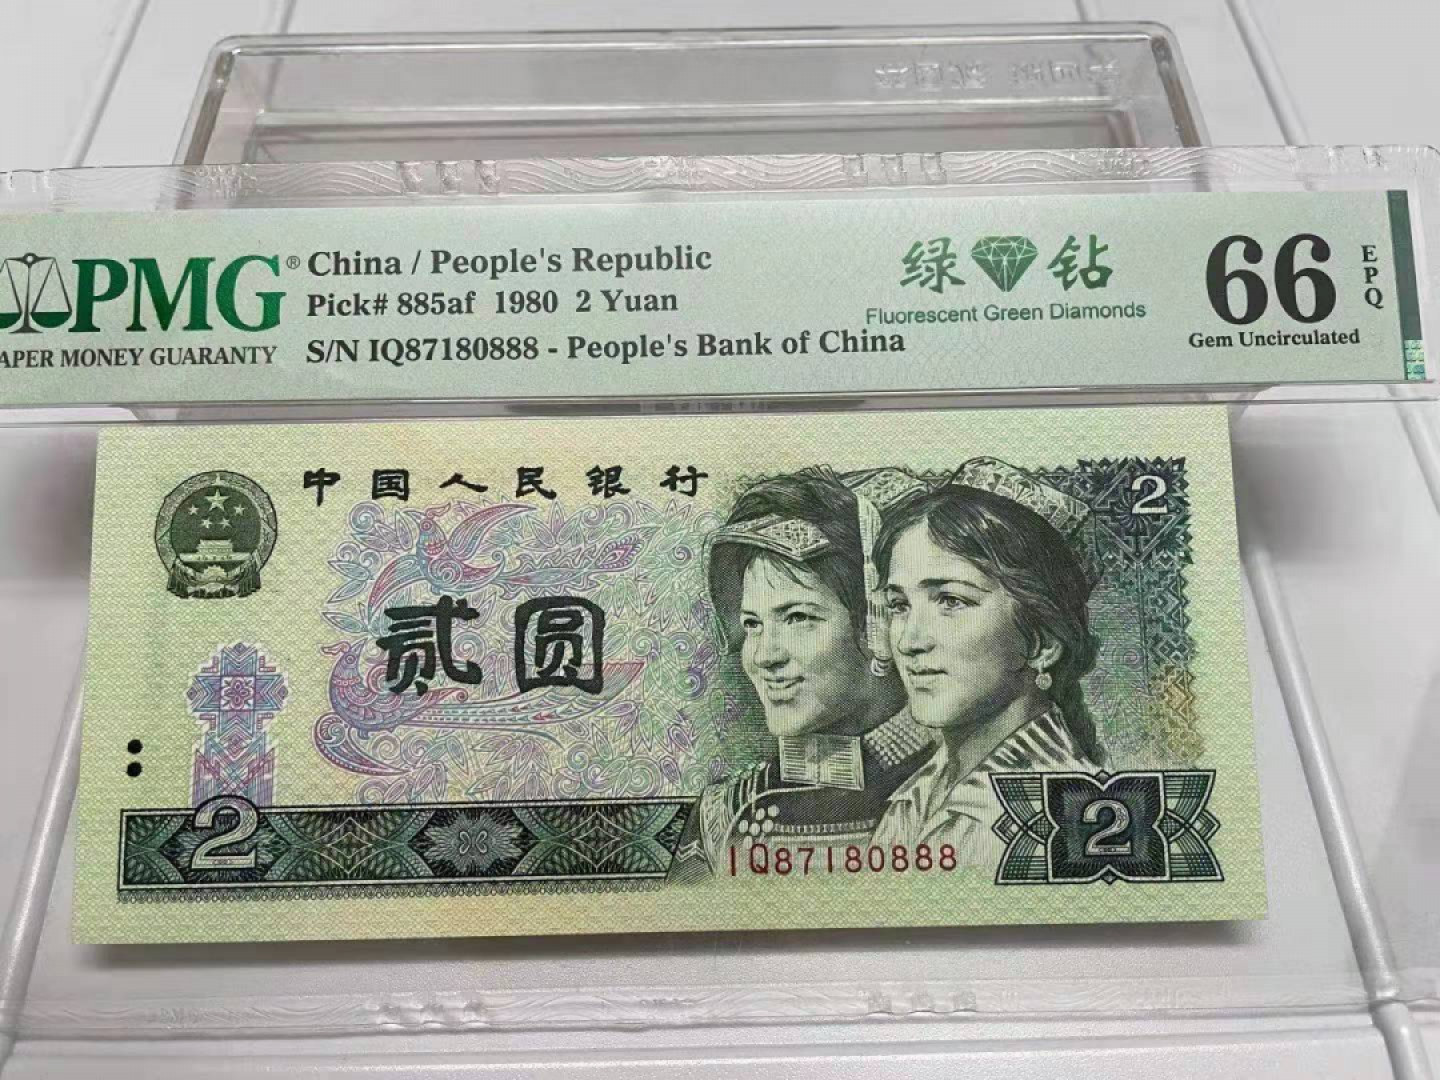 PMG® China / People's Republic 绿 钻 66 EPQ
Pick# 885af 1980 2 Yuan Fluorescent Green Diamonds
APER MONEY GUARANTY S/N IQ87180888 - People's Bank of China Gem Uncirculated
中国人民银行
2
贰圆
2
2
IQ87180888